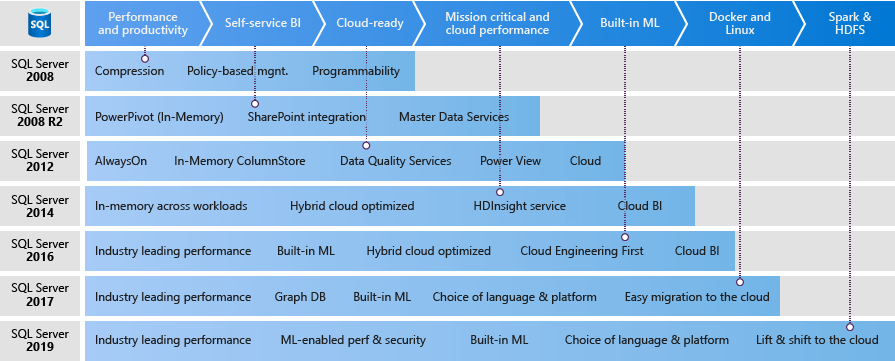 SQL
Performance and productivity
Self-service BI
Cloud-ready
Mission critical and cloud performance
Built-in ML
Docker and Linux
Spark & HDFS
SQL Server 2008
Compression Policy-based mgnt. Programmability
SQL Server 2008 R2
PowerPivot (In-Memory) SharePoint integration Master Data Services
SQL Server 2012
AlwaysOn In-Memory ColumnStore Data Quality Services Power View Cloud
SQL Server 2014
In-memory across workloads Hybrid cloud optimized HDInsight service Cloud BI
SQL Server 2016
Industry leading performance Built-in ML Hybrid cloud optimized Cloud Engineering First Cloud BI
SQL Server 2017
Industry leading performance Graph DB Built-in ML Choice of language & platform Easy migration to the cloud
SQL Server 2019
Industry leading performance ML-enabled perf & security Built-in ML Choice of language & platform Lift & shift to the cloud